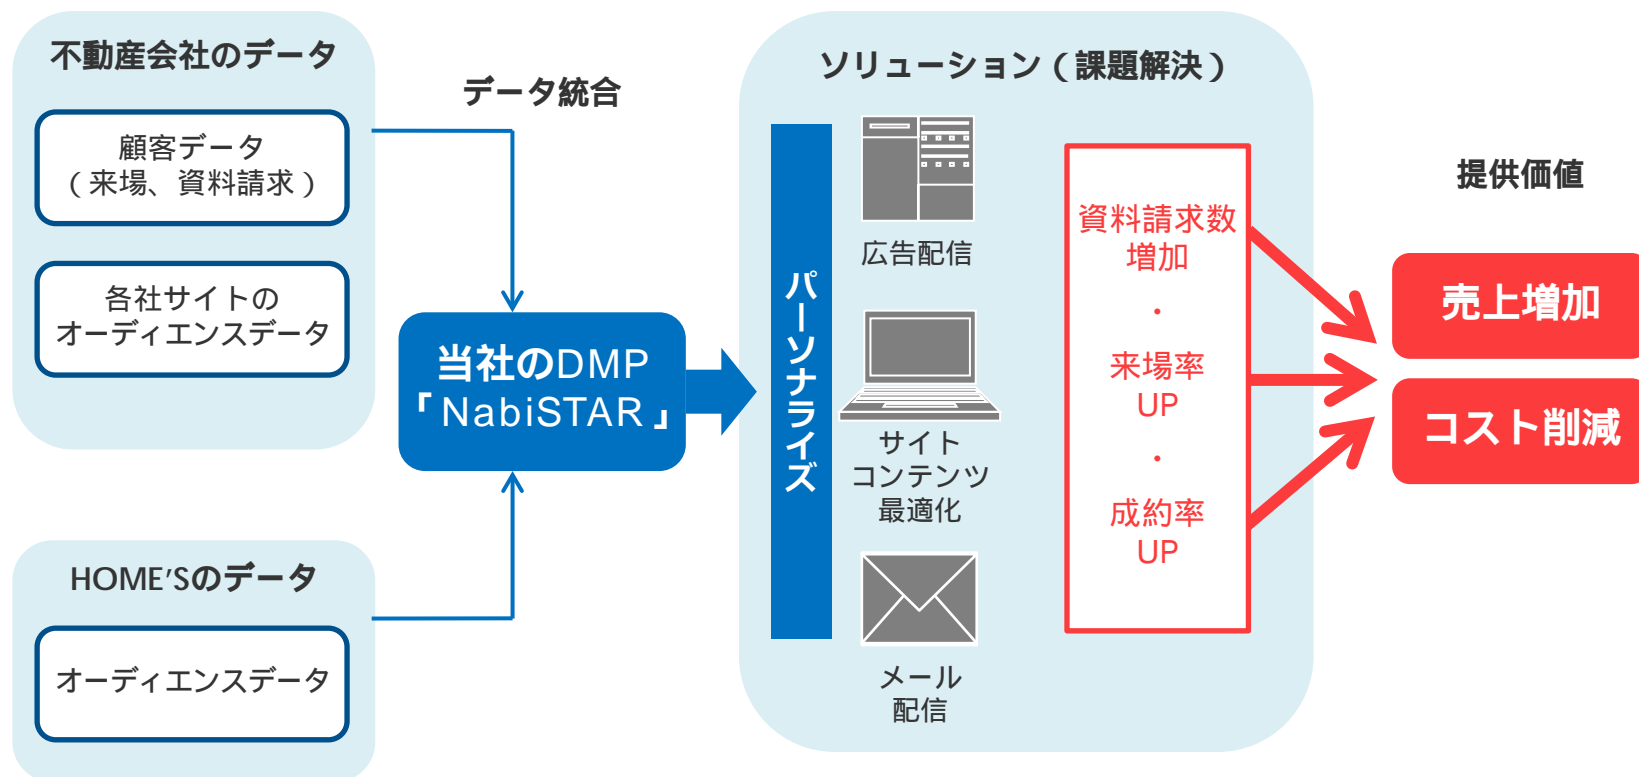 不動産会社のデータ
顧客データ
（来場、資料請求）
各社サイトの
オーディエンスデータ
HOME'Sのデータ
オーディエンスデータ
データ統合
当社のDMP
「NabiSTAR」
ソリューション（課題解決）
パーソナライズ
広告配信
サイト
コンテンツ
最適化
メール
配信
資料請求数
増加
・
来場率
UP
・
成約率
UP
提供価値
売上増加
コスト削減